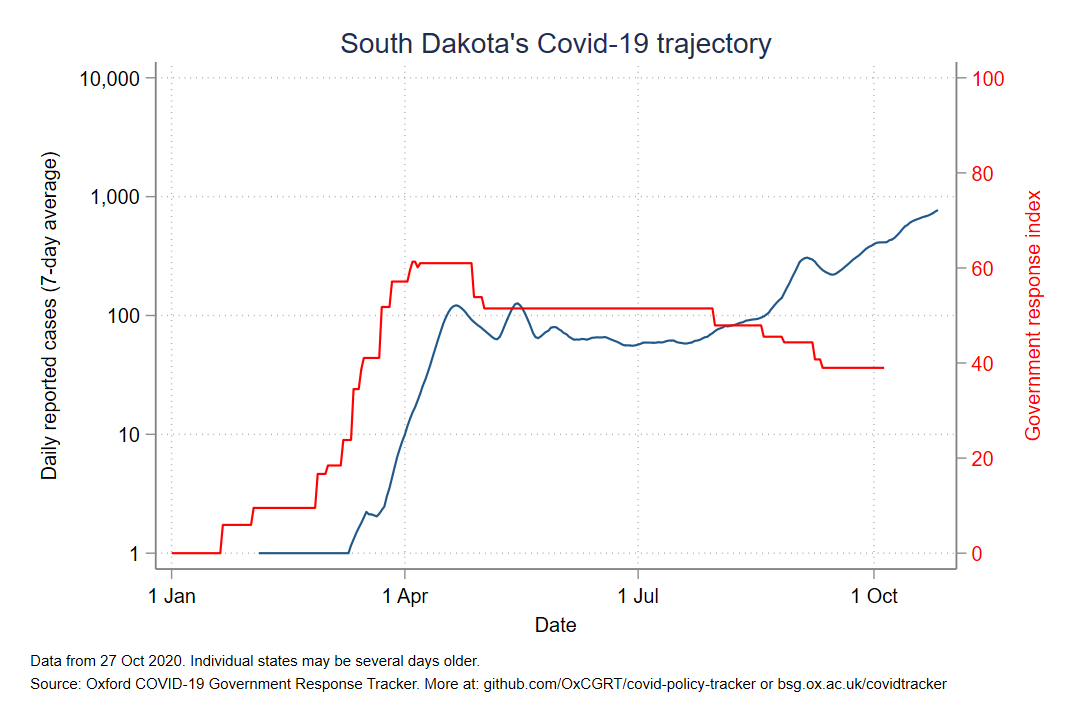 South Dakota's Covid-19 trajectory
10,000
1,000
100
10
1
Daily reported cases (7-day average)
100
80
60
40
20
0
Government response index
1 Jan
1 Apr
1 Jul
1 Oct
Date
Data from 27 Oct 2020. Individual states may be several days older.
Source: Oxford COVID-19 Government Response Tracker. More at: github.com/OxCGRT/covid-policy-tracker or bsg.ox.ac.uk/covidtracker